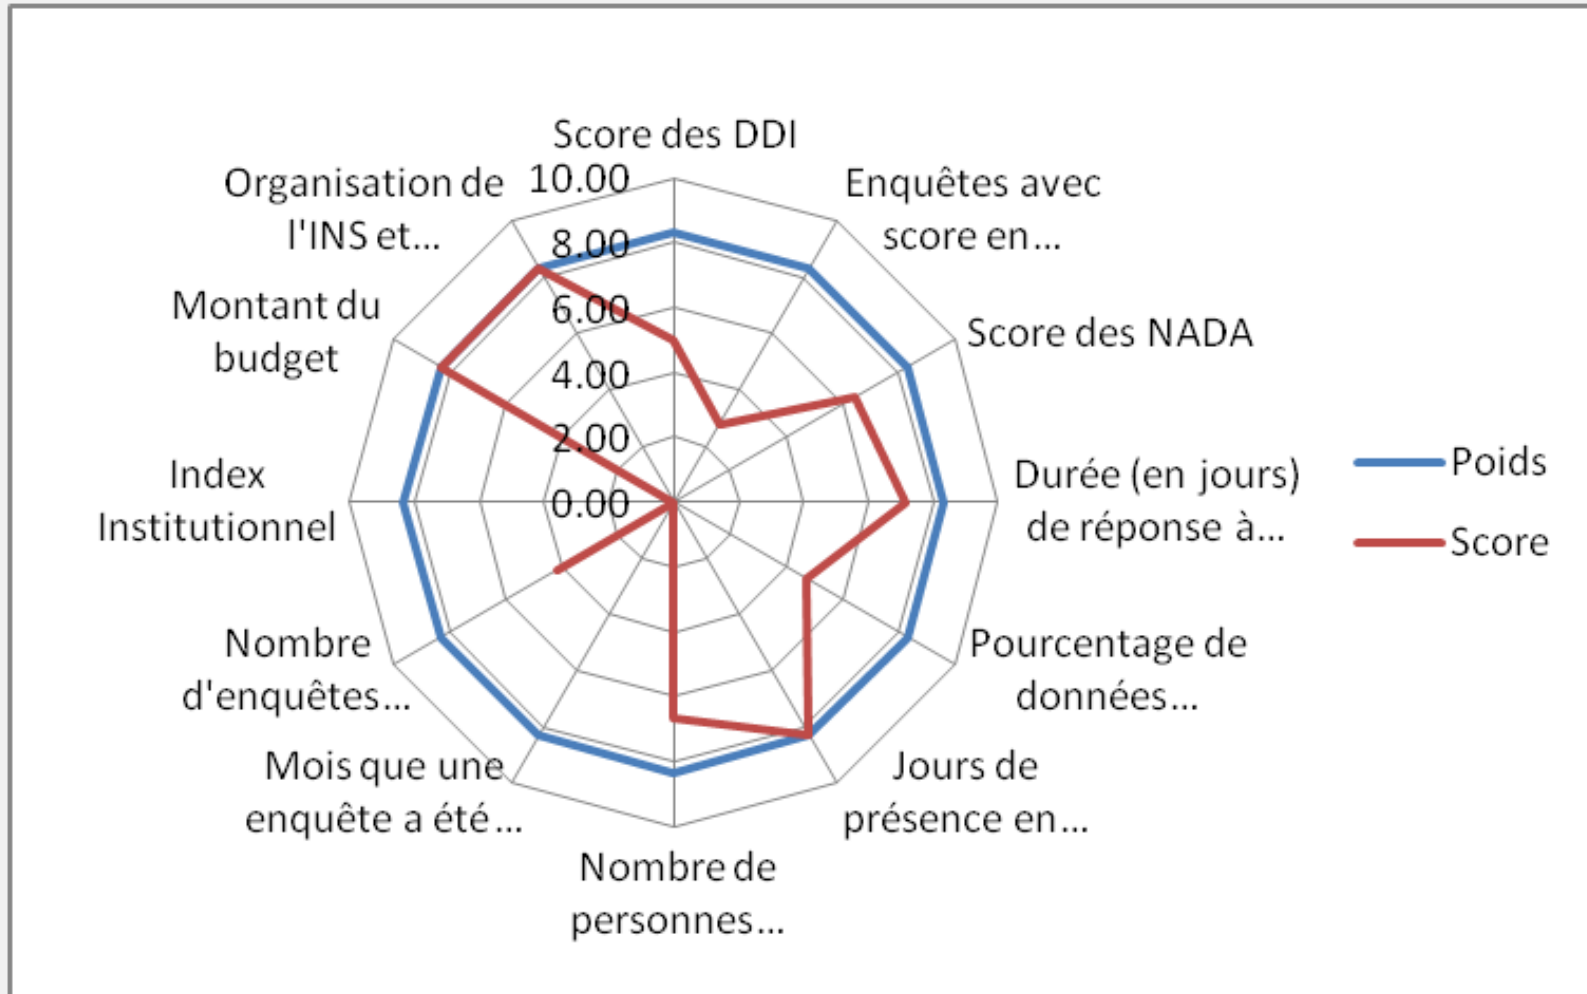 Score des DDI
Enquêtes avec
score en...
Score des NADA
Durée (en jours)
de réponse à...
Pourcentage de
données...
Jours de
présence en...
Nombre de
personnes...
Mois que une
enquête a été...
Nombre
d'enquêtes...
Index
Institutionnel
Montant du
budget
Organisation de
l'INS et...
10.00
8.00
6.00
4.00
2.00
0.00
Poids
Score